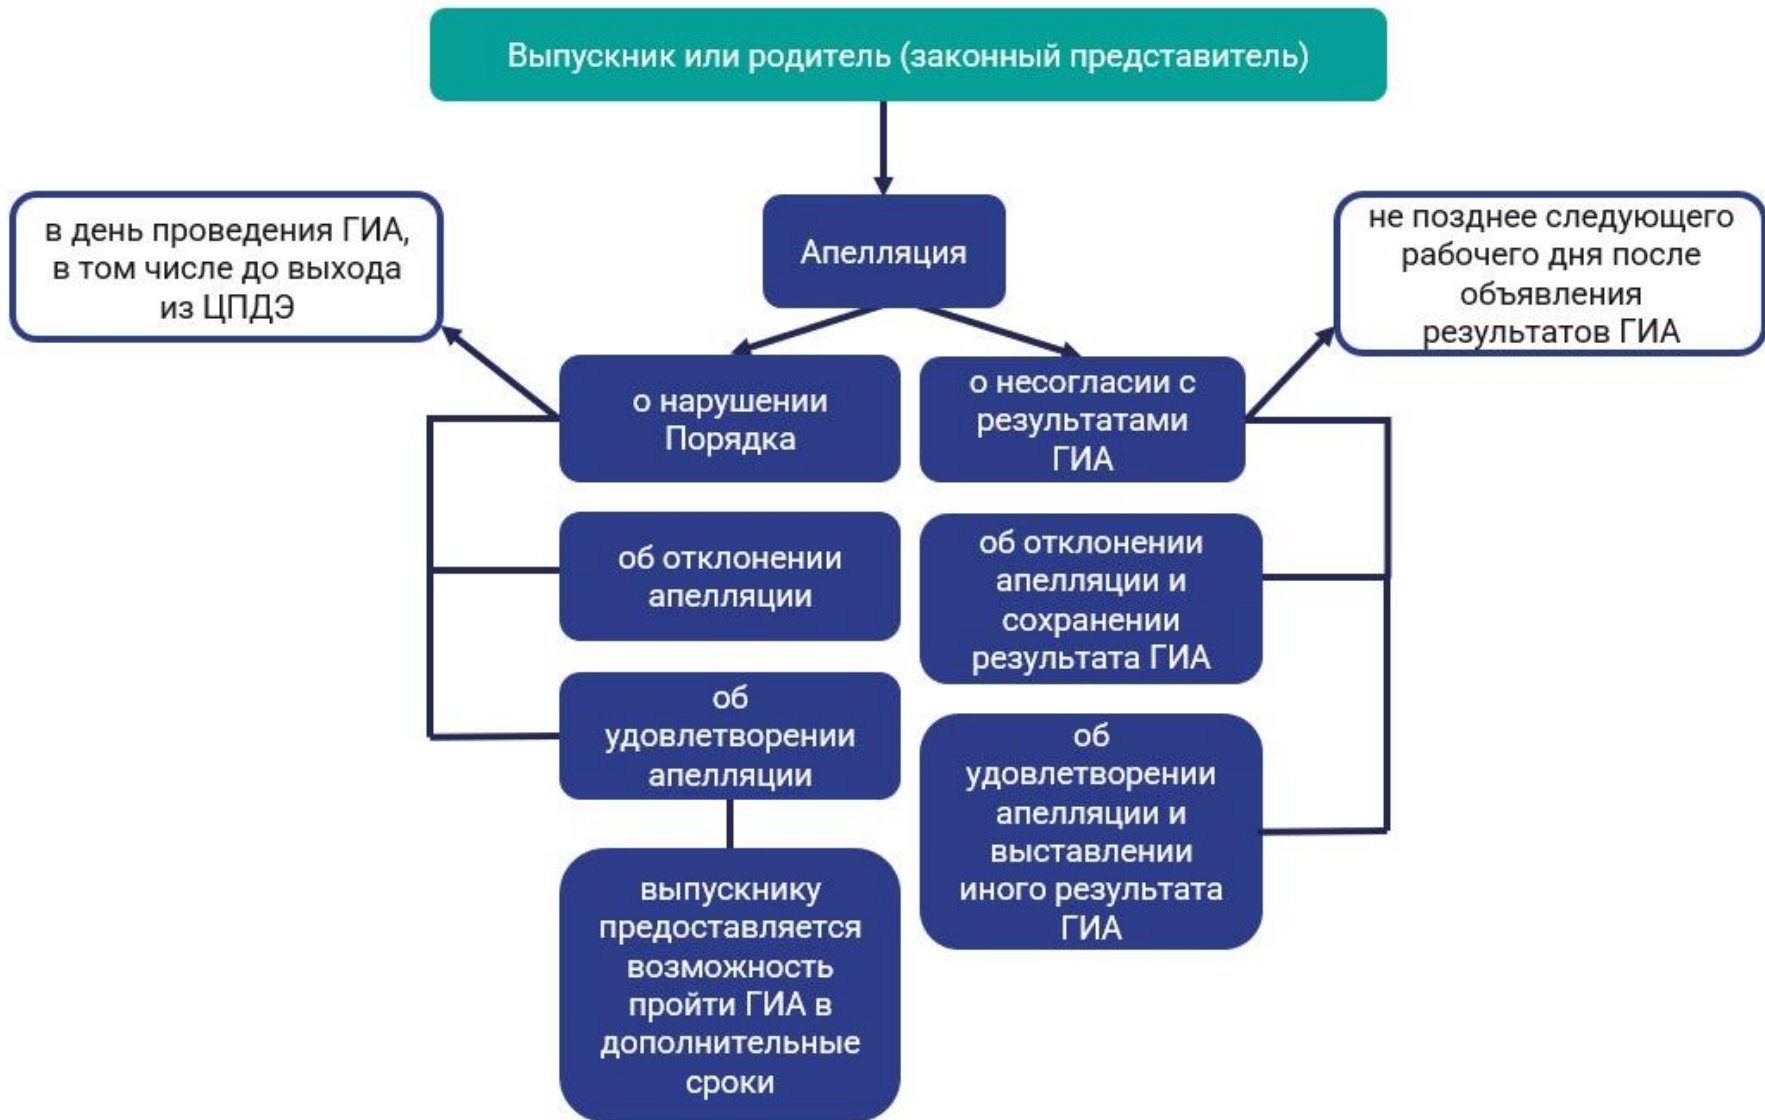 Выпускник или родитель (законный представитель)
в день проведения ГИА,
в том числе до выхода
из ЦПДЭ
Апелляция
не позднее следующего
рабочего дня после
объявления
результатов ГИА
о нарушении
Порядка
о несогласии с
результатами
ГИА
об отклонении
апелляции
об отклонении
апелляции и
сохранении
результата ГИА
об
удовлетворении
апелляции
об
удовлетворении
апелляции и
выставлении
иного результата
ГИА
выпускнику
предоставляется
возможность
пройти ГИА в
дополнительные
сроки